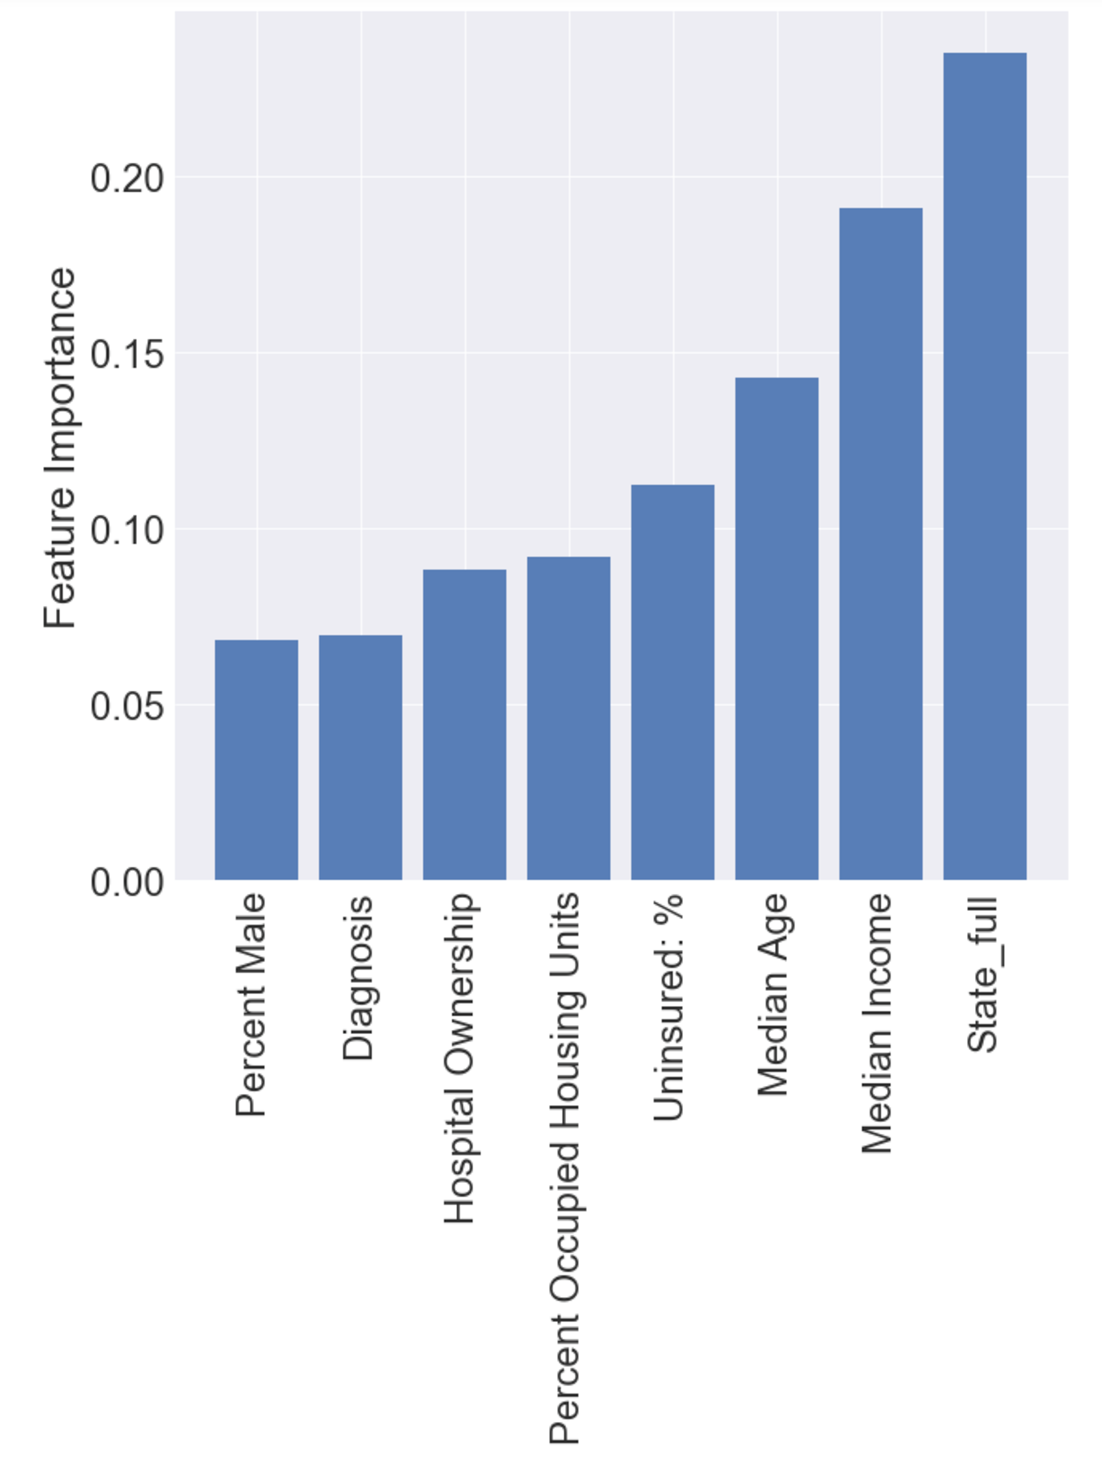 Feature Importance
0.20
0.15
0.10
0.05
0.00
Percent Male
Diagnosis
Hospital Ownership
Percent Occupied Housing Units
Uninsured: %
Median Age
Median Income
State_full